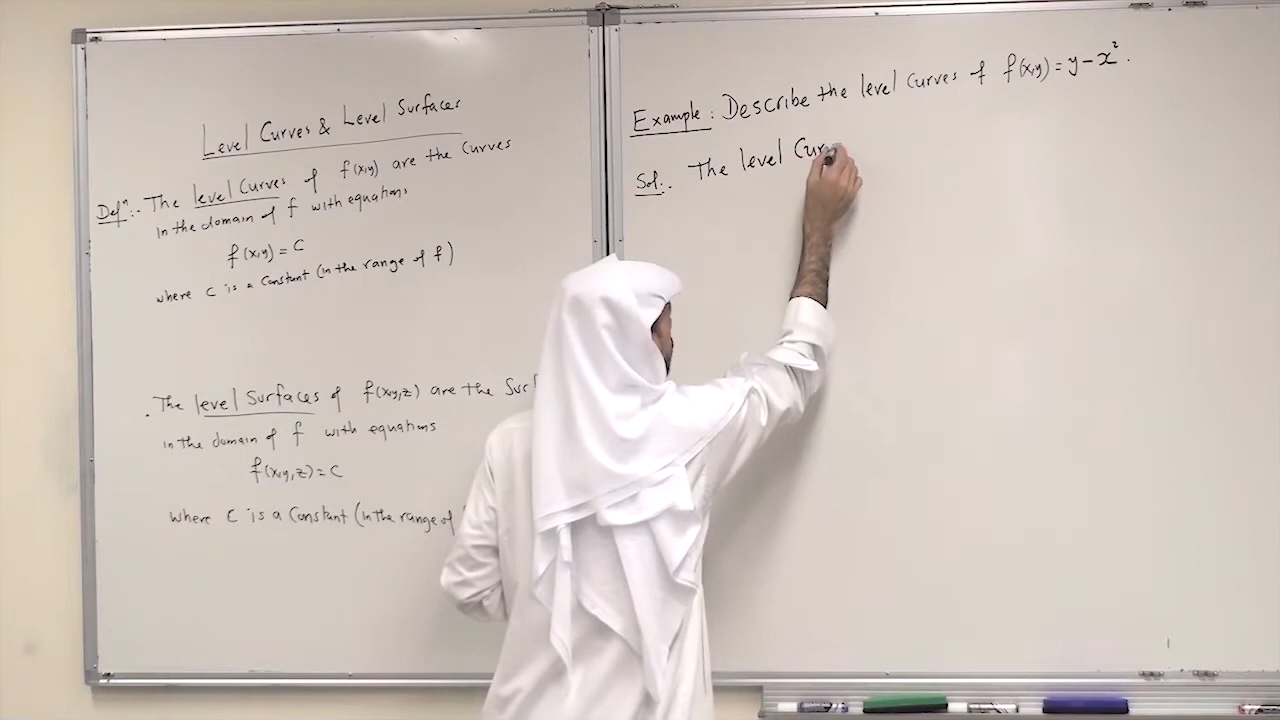 Level Curves & Level Surfaces
Defⁿ:. The level Curves of f(x,y) are the Curves
in the domain of f with equations
f(x,y) = C
where C is a constant (in the range of f)
. The level Surfaces of f(x,y,z) are the
in the domain of f with equations
f(x,y,z) = C
where C is a Constant (in the range of
Example: Describe the level curves of f(x,y) = y - x².
Sol:. The level